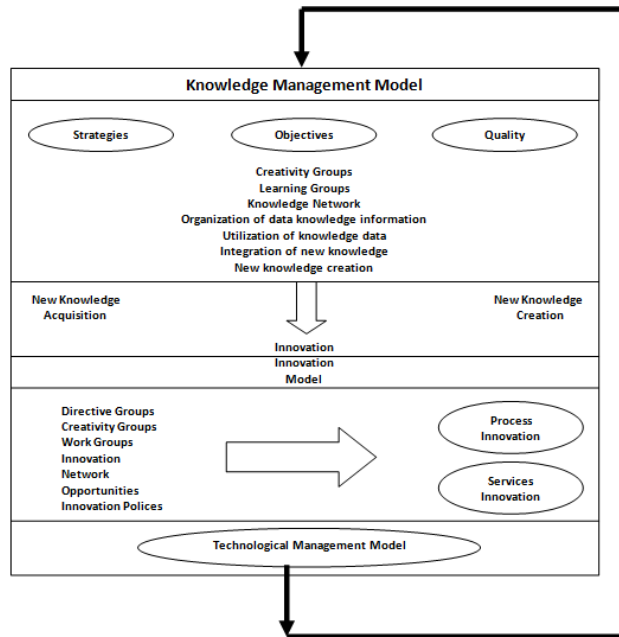 Knowledge Management Model
Strategies
Objectives
Quality
Creativity Groups
Learning Groups
Knowledge Network
Organization of data knowledge information
Utilization of knowledge data
Integration of new knowledge
New knowledge creation
New Knowledge
Acquisition
New Knowledge
Creation
Innovation
Innovation
Model
Directive Groups
Creativity Groups
Work Groups
Innovation
Network
Opportunities
Innovation Polices
Process
Innovation
Services
Innovation
Technological Management Model